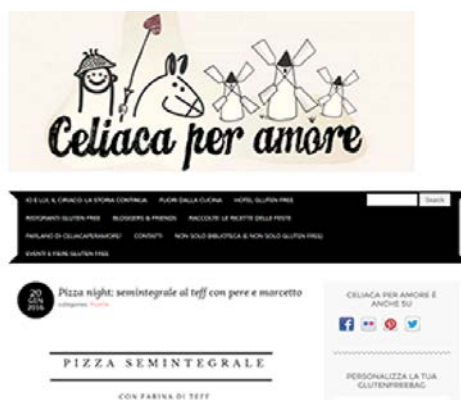 Celiaca per amore
IO E LUI, IL CIRIACO: LA STORIA CONTINUA FUORI DALLA CUCINA HOTEL GLUTEN FREE
Search
RISTORANTI GLUTEN FREE BLOGGERS & FRIENDS RACCOLTE: LE RICETTE DELLE FESTE
PARLANO DI CELIACAPERAMORE! CONTATTI NON SOLO BIBLIOTECA (E NON SOLO GLUTEN FREE)
EVENTI E FIERE GLUTEN FREE
20
GEN
2016
Pizza night: semintegrale al teff con pere e marcetto
categories:
CELIACA PER AMORE È
ANCHE SU
PIZZA SEMINTEGRALE
CON FARINA DI TEFF
PERSONALIZZA LA TUA
GLUTENFREEBAG